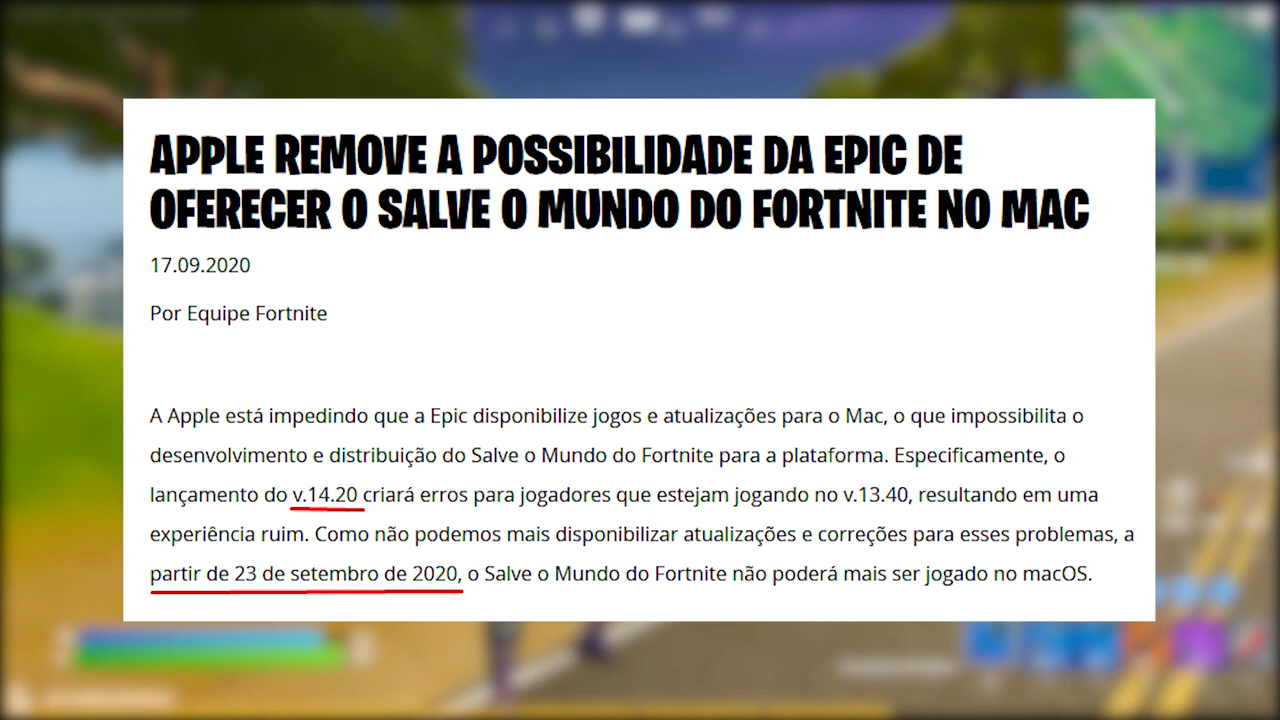 APPLE REMOVE A POSSIBILIDADE DA EPIC DE
OFERECER O SALVE O MUNDO DO FORTNITE NO MAC
17.09.2020
Por Equipe Fortnite
A Apple está impedindo que a Epic disponibilize jogos e atualizações para o Mac, o que impossibilita o
desenvolvimento e distribuição do Salve o Mundo do Fortnite para a plataforma. Especificamente, o
lançamento do v.14.20 criará erros para jogadores que estejam jogando no v.13.40, resultando em uma
experiência ruim. Como não podemos mais disponibilizar atualizações e correções para esses problemas, a
partir de 23 de setembro de 2020, o Salve o Mundo do Fortnite não poderá mais ser jogado no macOS.